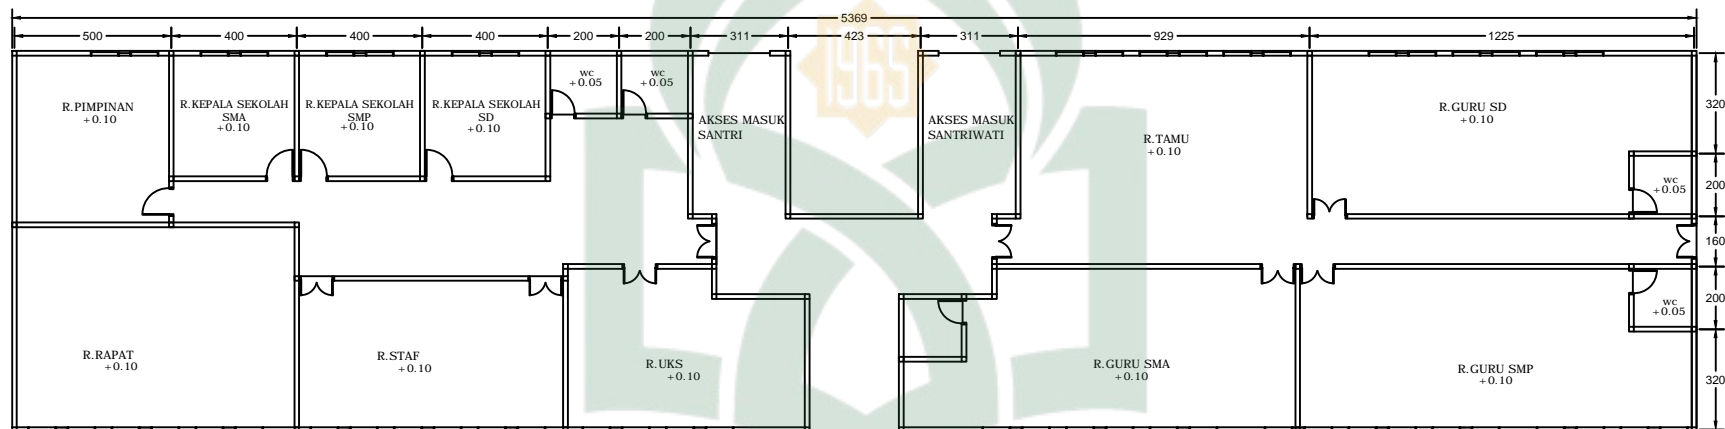 5369
500
400
400
400
200
200
311
423
311
929
1225
1965
wc
+0.05
wc
+0.05
R.PIMPINAN
+0.10
R.KEPALA SEKOLAH
SMA
+0.10
R.KEPALA SEKOLAH
SMP
+0.10
R.KEPALA SEKOLAH
SD
+0.10
AKSES MASUK
SANTRI
AKSES MASUK
SANTRIWATI
R.TAMU
+0.10
R.GURU SD
+0.10
320
wc
+0.05
200
160
200
wc
+0.05
320
R.RAPAT
+0.10
R.STAF
+0.10
R.UKS
+0.10
R.GURU SMA
+0.10
R.GURU SMP
+0.10